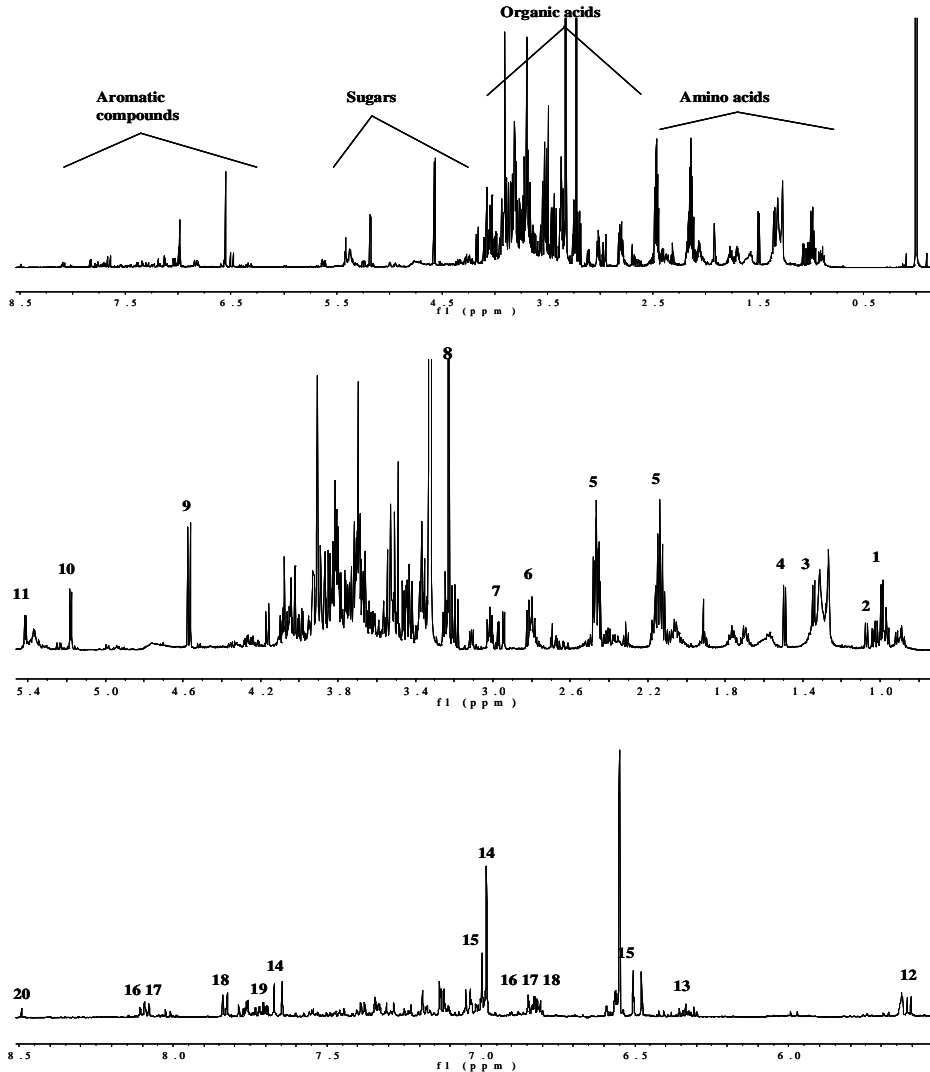 Organic acids
Aromatic
compounds
Sugars
Amino acids
8.5 7.5 6.5 5.5 4.5 3.5 2.5 1.5 0.5
f1 (ppm)
8
5 5
9
10
11
7 6
4 3 1
2
5.4 5.0 4.6 4.2 3.8 3.4 3.0 2.6 2.2 1.8 1.4 1.0
f1 (ppm)
14
15 15
20 16 17 18 19 14 16 17 18 13 12
8.5 8.0 7.5 7.0 6.5 6.0
f1 (ppm)